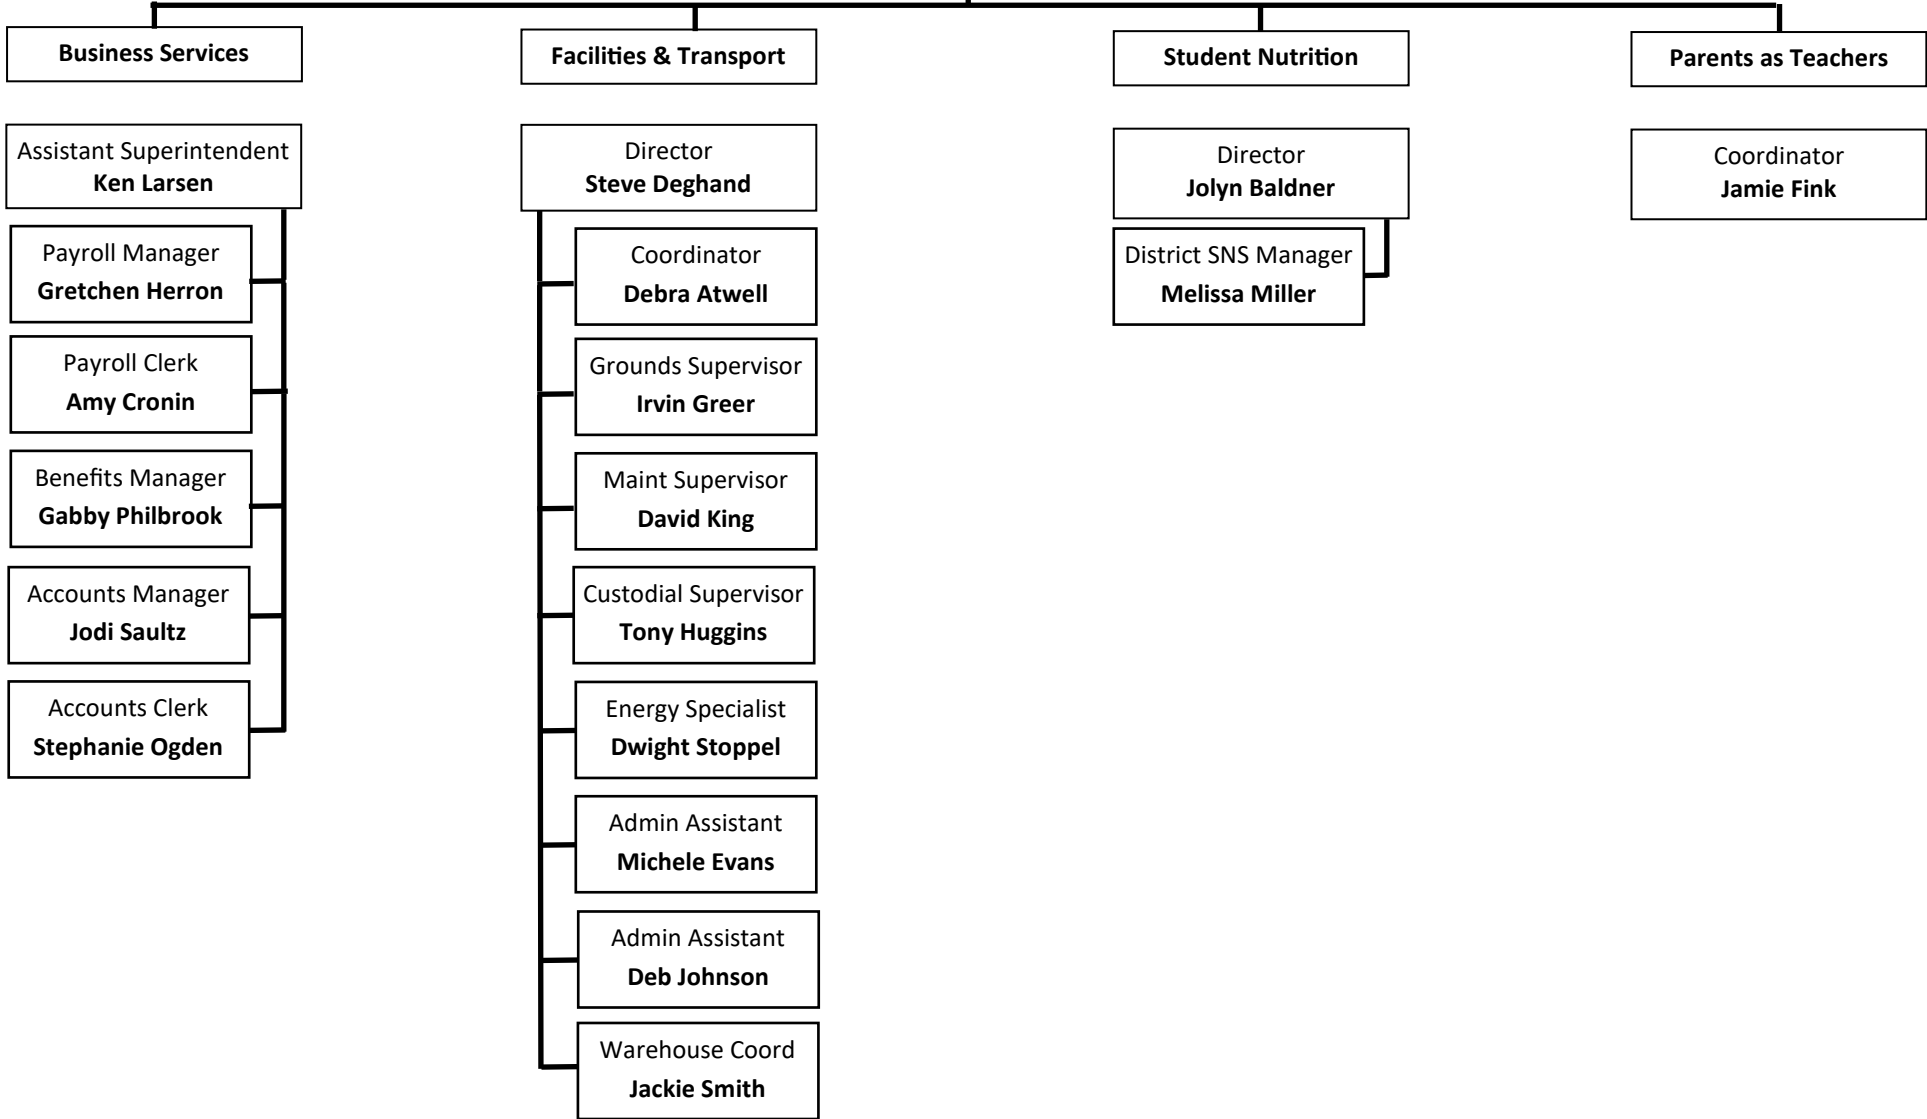 Business Services
Assistant Superintendent
Ken Larsen
Payroll Manager
Gretchen Herron
Payroll Clerk
Amy Cronin
Benefits Manager
Gabby Philbrook
Accounts Manager
Jodi Saultz
Accounts Clerk
Stephanie Ogden
Facilities & Transport
Director
Steve Deghand
Coordinator
Debra Atwell
Grounds Supervisor
Irvin Greer
Maint Supervisor
David King
Custodial Supervisor
Tony Huggins
Energy Specialist
Dwight Stoppel
Admin Assistant
Michele Evans
Admin Assistant
Deb Johnson
Warehouse Coord
Jackie Smith
Student Nutrition
Director
Jolyn Baldner
District SNS Manager
Melissa Miller
Parents as Teachers
Coordinator
Jamie Fink